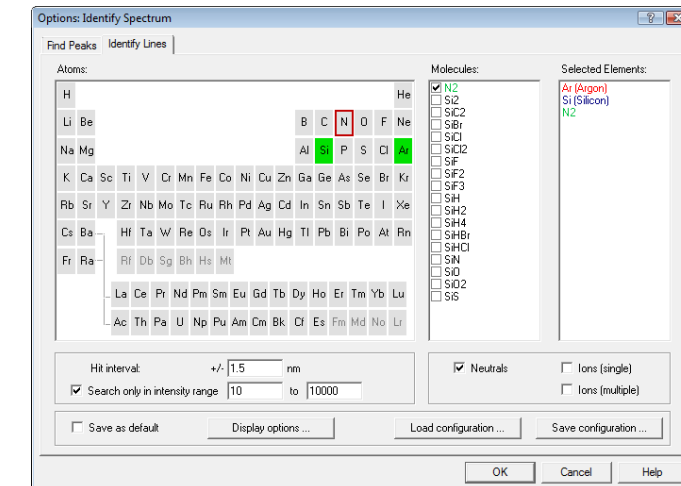 Options: Identify Spectrum
Find Peaks Identify Lines
Atoms: Molecules: Selected Elements:
H He
Li Be B C N O F Ne
Na Mg Al Si P S Cl Ar
K Ca Sc Ti V Cr Mn Fe Co Ni Cu Zn Ga Ge As Se Br Kr
Rb Sr Y Zr Nb Mo Tc Ru Rh Pd Ag Cd In Sn Sb Te I Xe
Cs Ba Hf Ta W Re Os Ir Pt Au Hg Tl Pb Bi Po At Rn
Fr Ra Rf Db Sg Bh Hs Mt
La Ce Pr Nd Pm Sm Eu Gd Tb Dy Ho Er Tm Yb Lu
Ac Th Pa U Np Pu Am Cm Bk Cf Es Fm Md No Lr
N2
Si2
SiC2
SiBr
SiCl
SiCl2
SiF
SiF2
SiF3
SiH
SiH2
SiH4
SiHBr
SiHCl
SiN
SiO
SiO2
SiS
Ar (Argon)
Si (Silicon)
N2
Hit interval: +/- 1.5 nm
Search only in intensity range 10 to 10000
Neutrals Ions (single)
Ions (multiple)
Save as default Display options ... Load configuration ... Save configuration ...
OK Cancel Help